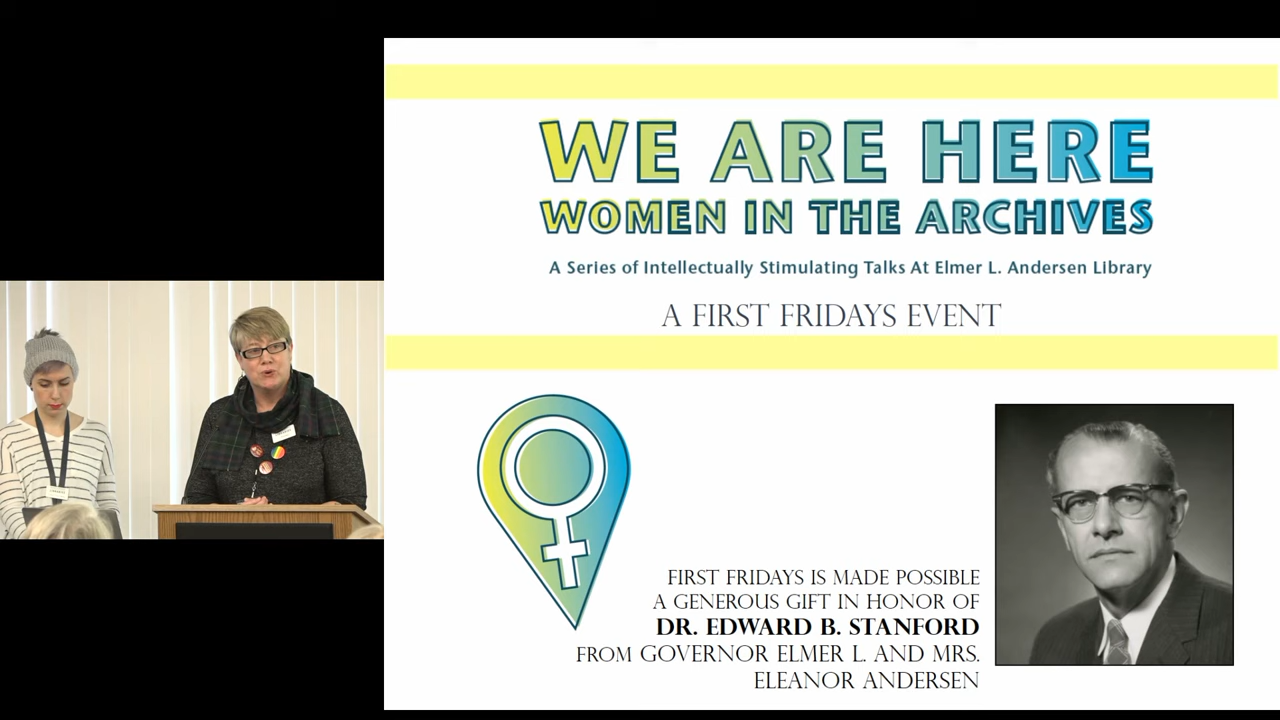 WE ARE HERE
WOMEN IN THE ARCHIVES
A Series of Intellectually Stimulating Talks At Elmer L. Andersen Library
A FIRST FRIDAYS EVENT
FIRST FRIDAYS IS MADE POSSIBLE
A GENEROUS GIFT IN HONOR OF
DR. EDWARD B. STANFORD
FROM GOVERNOR ELMER L. AND MRS.
ELEANOR ANDERSEN